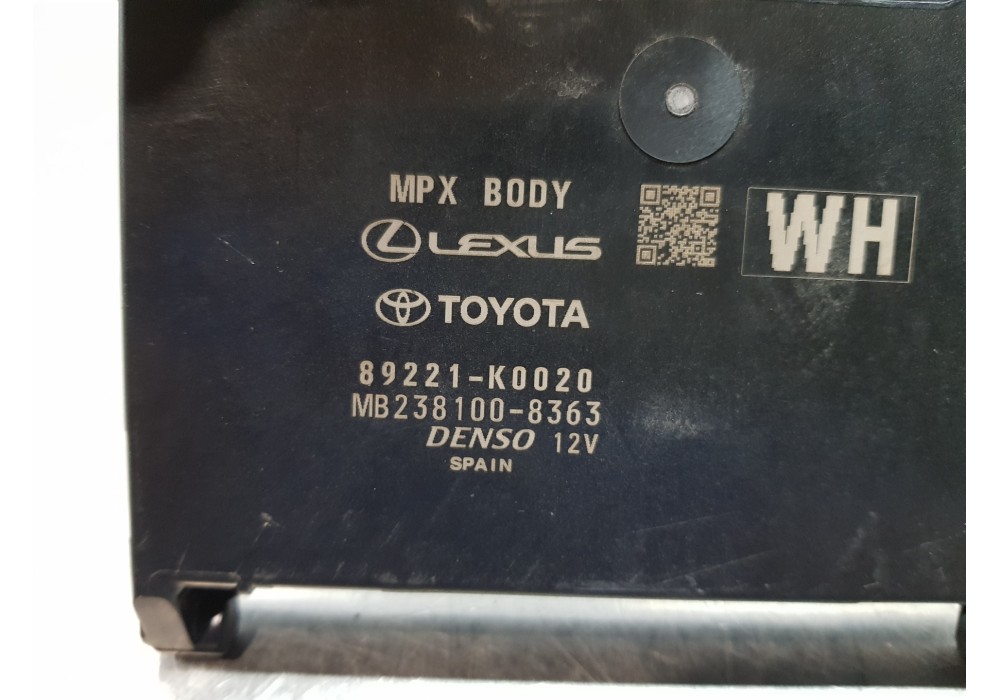 MPX BODY
LEXUS
WH
TOYOTA
89221-K0020
MB238100-8363
DENSO 12V
SPAIN